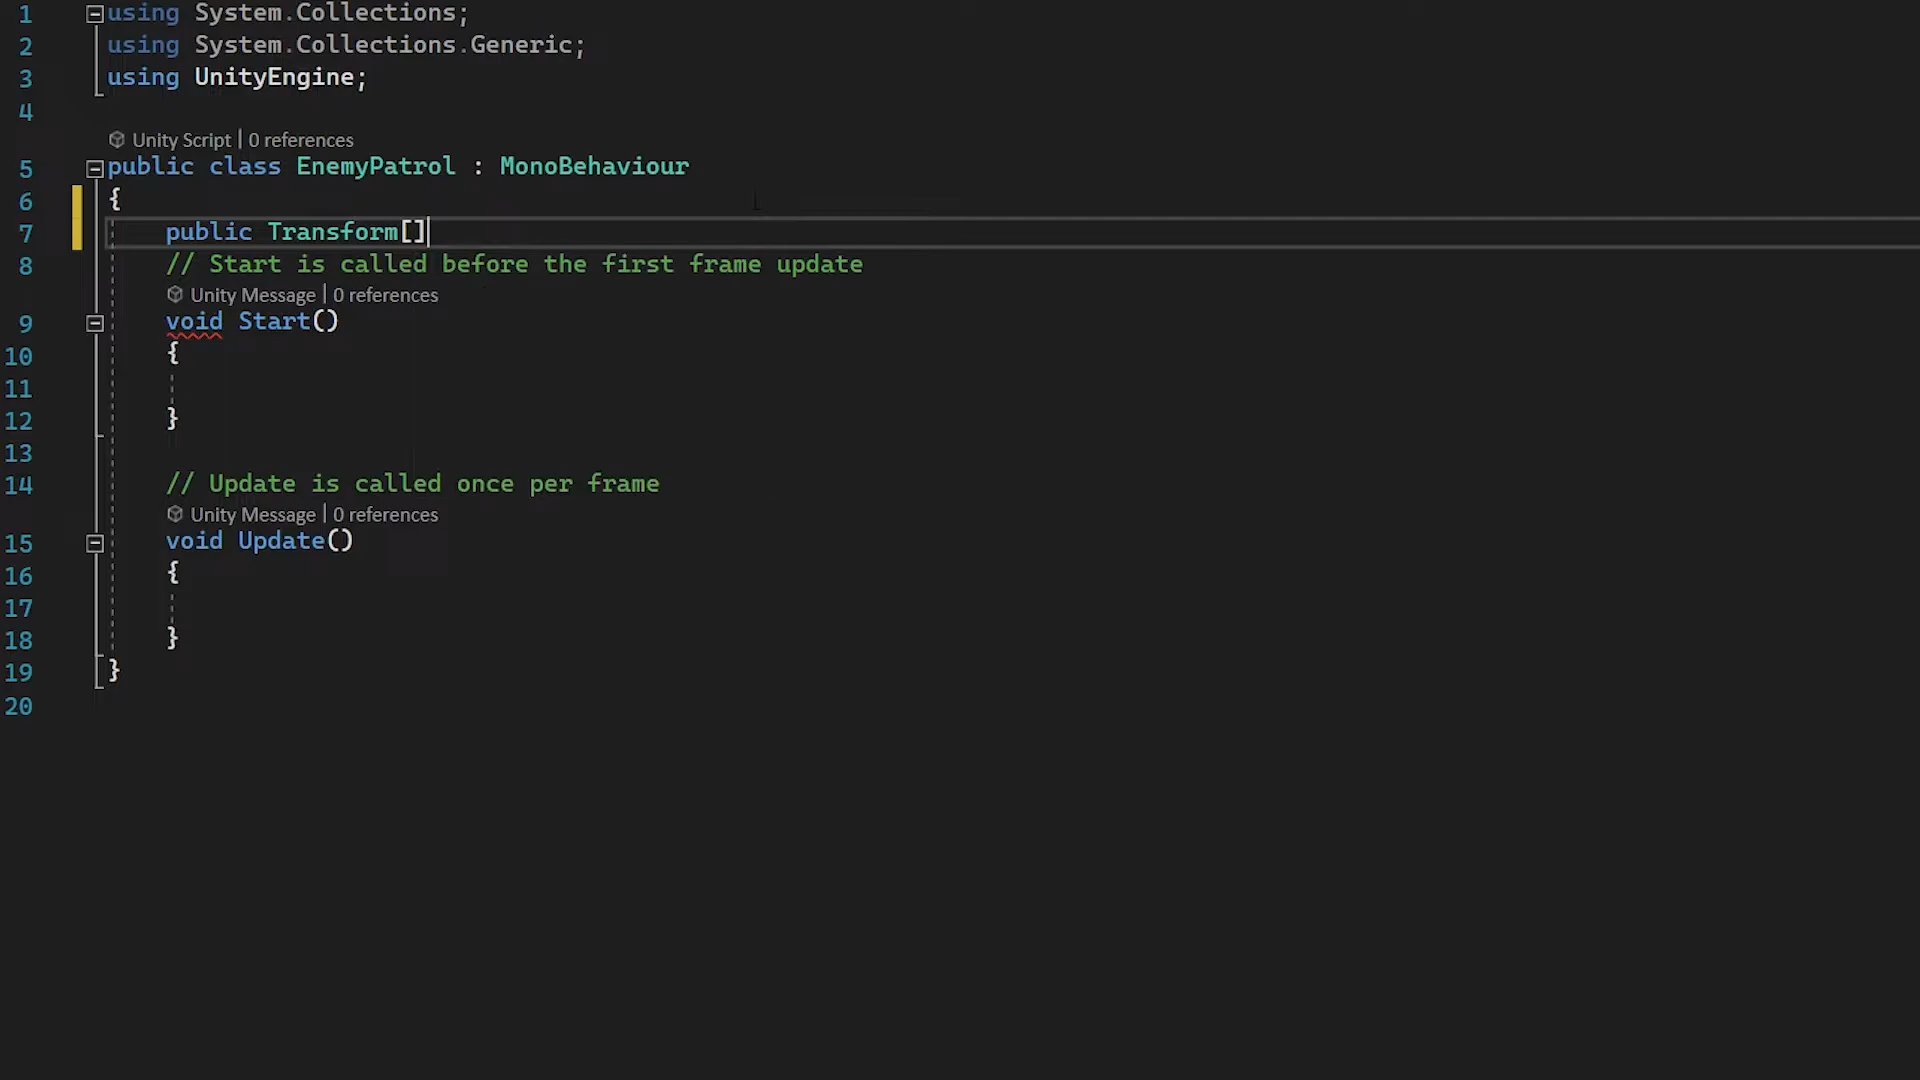 1 using System.Collections;
2 using System.Collections.Generic;
3 using UnityEngine;
4
Unity Script | 0 references
5 public class EnemyPatrol : MonoBehaviour
6 {
7 public Transform[]
8 // Start is called before the first frame update
Unity Message | 0 references
9 void Start()
10 {
11
12 }
13
14 // Update is called once per frame
Unity Message | 0 references
15 void Update()
16 {
17
18 }
19 }
20